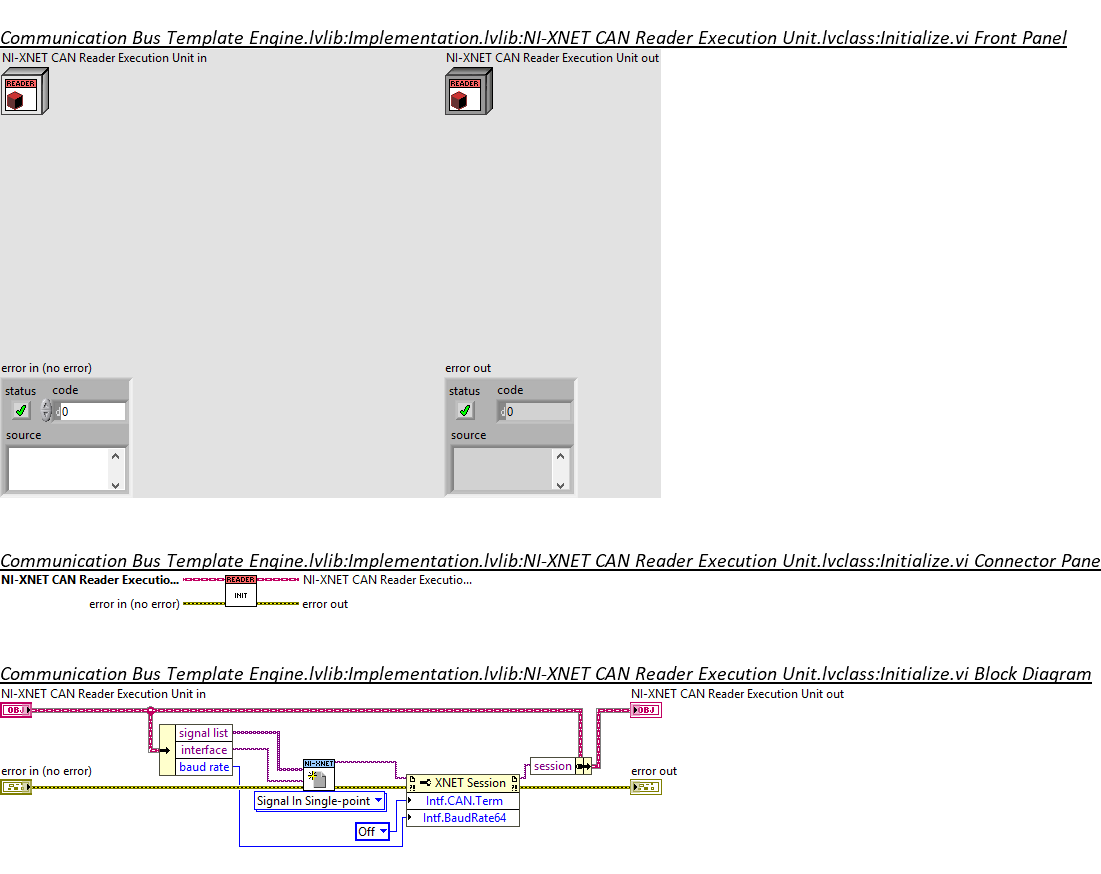 Communication Bus Template Engine.lvlib:Implementation.lvlib:NI-XNET CAN Reader Execution Unit.lvclass:Initialize.vi Front Panel
NI-XNET CAN Reader Execution Unit in
NI-XNET CAN Reader Execution Unit out
READER
READER
error in (no error)
error out
status code
status code
d 0
d 0
source
source
Communication Bus Template Engine.lvlib:Implementation.lvlib:NI-XNET CAN Reader Execution Unit.lvclass:Initialize.vi Connector Pane
NI-XNET CAN Reader Executio...
READER
NI-XNET CAN Reader Executio...
INIT
error in (no error)
error out
Communication Bus Template Engine.lvlib:Implementation.lvlib:NI-XNET CAN Reader Execution Unit.lvclass:Initialize.vi Block Diagram
NI-XNET CAN Reader Execution Unit in
NI-XNET CAN Reader Execution Unit out
OBJ
OBJ
signal list
interface
baud rate
NI-XNET
session
error in (no error)
error out
XNET Session
Signal In Single-point
Intf.CAN.Term
Intf.BaudRate64
Off